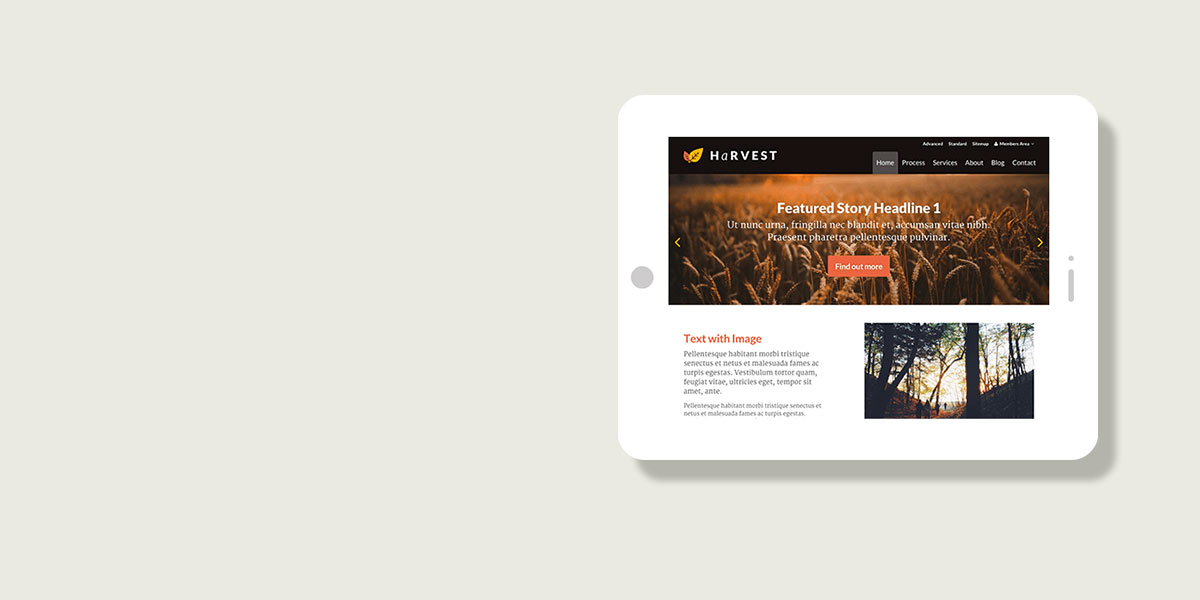 HaRVEST
Advanced Standard Sitemap Members Area
Home Process Services About Blog Contact
Featured Story Headline 1
Ut nunc urna, fringilla nec blandit et, accumsan vitae nibh.
Praesent pharetra pellentesque pulvinar.
Find out more
Text with Image
Pellentesque habitant morbi tristique
senectus et netus et malesuada fames ac
turpis egestas. Vestibulum tortor quam,
feugiat vitae, ultricies eget, tempor sit
amet, ante.
Pellentesque habitant morbi tristique senectus et
netus et malesuada fames ac turpis egestas.